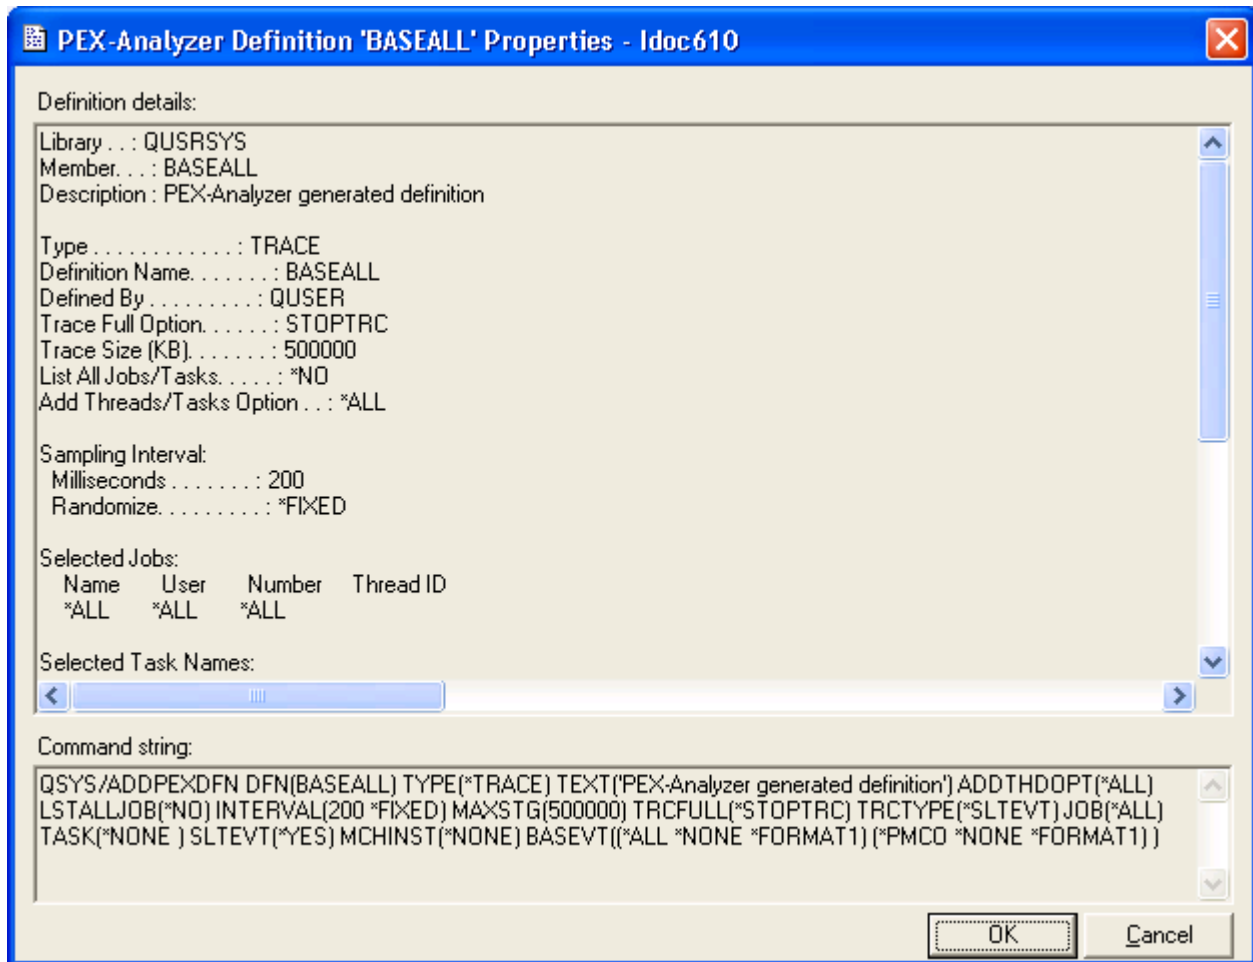 PEX-Analyzer Definition 'BASEALL' Properties - Idoc610
Definition details:
Library . . : QUSRSYS
Member. . . : BASEALL
Description : PEX-Analyzer generated definition
Type . . . . . . . . . . . . : TRACE
Definition Name. . . . . . . : BASEALL
Defined By . . . . . . . . . : QUSER
Trace Full Option. . . . . . : STOPTRC
Trace Size (KB). . . . . . . : 500000
List All Jobs/Tasks. . . . . : *NO
Add Threads/Tasks Option . . : *ALL
Sampling Interval:
Milliseconds . . . . . . . : 200
Randomize. . . . . . . . . : *FIXED
Selected Jobs:
Name User Number Thread ID
*ALL *ALL *ALL
Selected Task Names:
Command string:
QSYS/ADDPEXDFN DFN(BASEALL) TYPE(*TRACE) TEXT('PEX-Analyzer generated definition') ADDTHDOPT(*ALL)
LSTALLJOB(*NO) INTERVAL(200 *FIXED) MAXSTG(500000) TRCFULL(*STOPTRC) TRCTYPE(*SLTEVT) JOB(*ALL)
TASK(*NONE ) SLTEVT(*YES) MCHINST(*NONE) BASEVT((*ALL *NONE *FORMAT1) (*PMCO *NONE *FORMAT1) )
OK Cancel